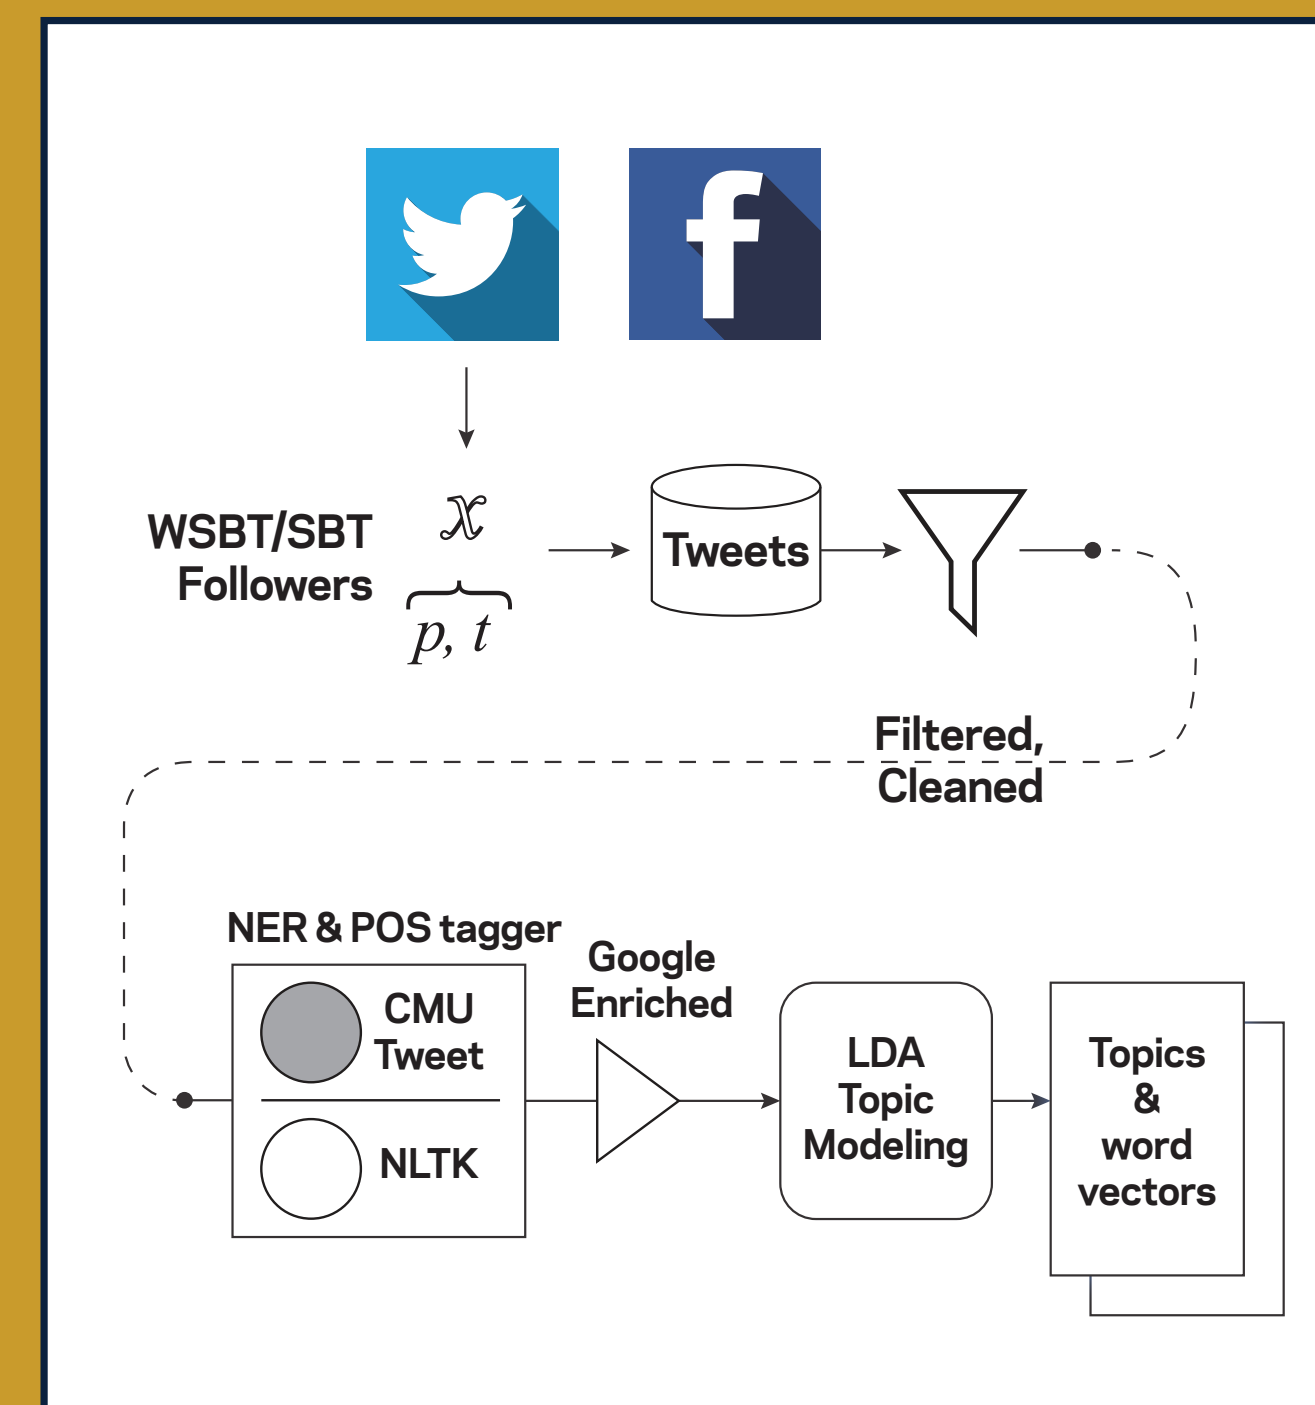 WSBT/SBT
Followers
x
p, t
Tweets
Filtered,
Cleaned
NER & POS tagger
CMU
Tweet
NLTK
Google
Enriched
LDA
Topic
Modeling
Topics
&
word
vectors